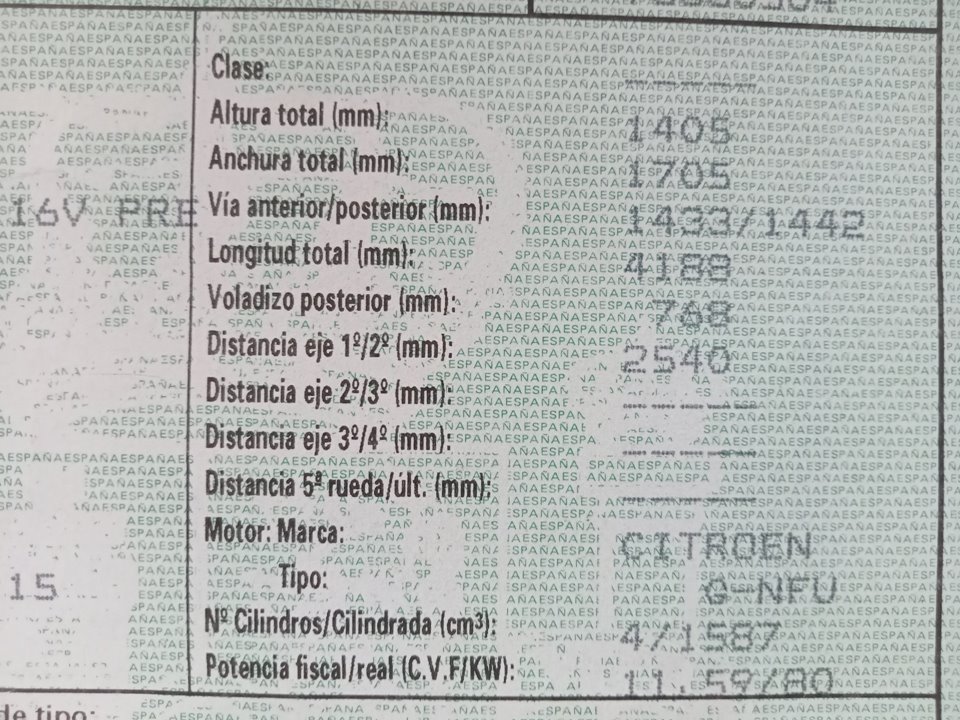 Clase: ------
Altura total (mm): 1405
Anchura total (mm): 1705
16V PRE Vía anterior/posterior (mm): 1433/1442
Longitud total (mm): 4188
Voladizo posterior (mm): 788
Distancia eje 1º/2º (mm): 2540
Distancia eje 2º/3º (mm): ------
Distancia eje 3º/4º (mm): ------
Distancia 5ª rueda/ult. (mm): ------
Motor: Marca: CITROEN
15 Tipo: G-NFU
Nº Cilindros/Cilindrada (cm³): 4/1587
Potencia fiscal/real (C.V.F/KW): 11.59/80
de tipo: